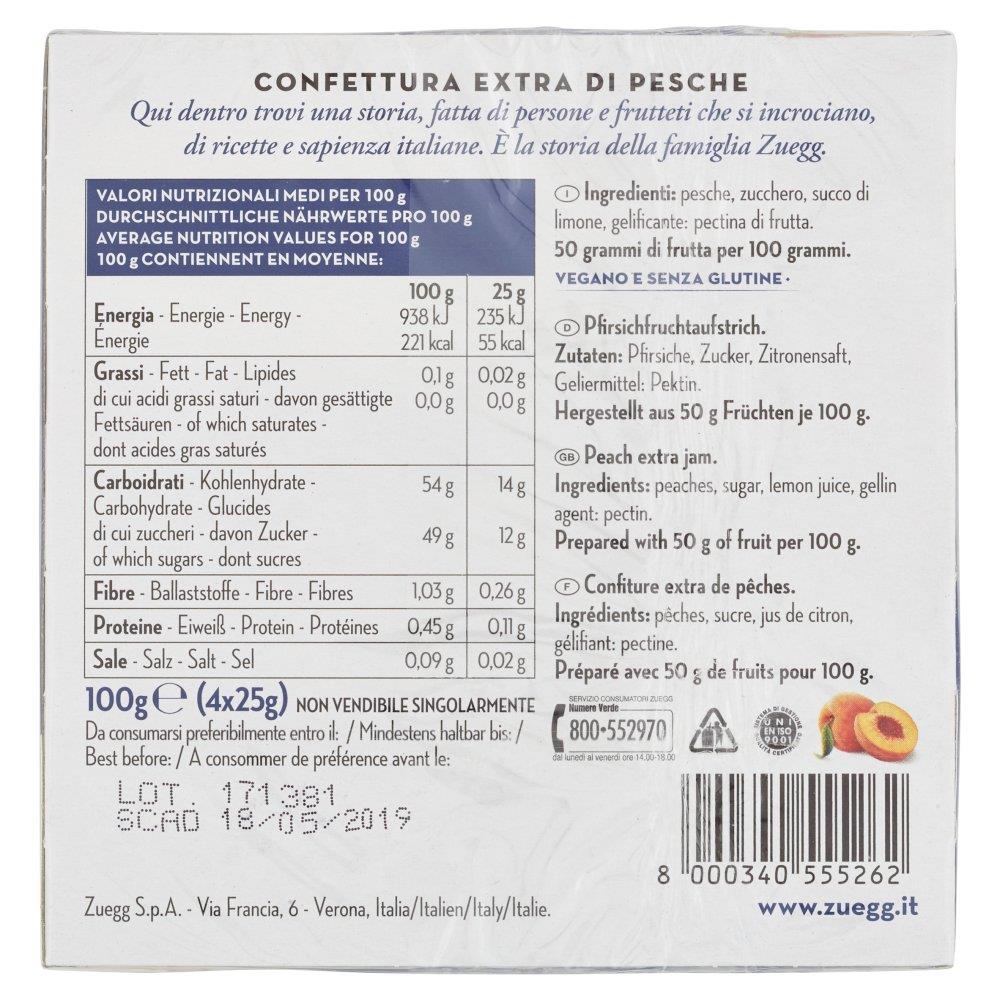 CONFETTURA EXTRA DI PESCHE
Qui dentro trovi una storia, fatta di persone e frutteti che si incrociano,
di ricette e sapienza italiane. È la storia della famiglia Zuegg.
VALORI NUTRIZIONALI MEDI PER 100 g
DURCHSCHNITTLICHE NÄHRWERTE PRO 100 g
AVERAGE NUTRITION VALUES FOR 100 g
100 g CONTIENNENT EN MOYENNE:
100 g 25 g
Energia - Energie - Energy - 938 kJ 235 kJ
Énergie 221 kcal 55 kcal
Grassi - Fett - Fat - Lipides 0,1 g 0,02 g
di cui acidi grassi saturi - davon gesättigte 0,0 g 0,0 g
Fettsäuren - of which saturates -
dont acides gras saturés
Carboidrati - Kohlenhydrate - 54 g 14 g
Carbohydrate - Glucides
di cui zuccheri - davon Zucker - 49 g 12 g
of which sugars - dont sucres
Fibre - Ballaststoffe - Fibre - Fibres 1,03 g 0,26 g
Proteine - Eiweiß - Protein - Protéines 0,45 g 0,11 g
Sale - Salz - Salt - Sel 0,09 g 0,02 g
100g e (4x25g) NON VENDIBILE SINGOLARMENTE
Da consumarsi preferibilmente entro il: / Mindestens haltbar bis: /
Best before: / A consommer de préférence avant le:
LOT. 171381
SCAD 18/05/2019
Zuegg S.p.A. - Via Francia, 6 - Verona, Italia/Italien/Italy/Italie.
I Ingredienti: pesche, zucchero, succo di
limone, gelificante: pectina di frutta.
50 grammi di frutta per 100 grammi.
VEGANO E SENZA GLUTINE •
D Pfirsichfruchtaufstrich.
Zutaten: Pfirsiche, Zucker, Zitronensaft,
Geliermittel: Pektin.
Hergestellt aus 50 g Früchten je 100 g.
GB Peach extra jam.
Ingredients: peaches, sugar, lemon juice, gellin
agent: pectin.
Prepared with 50 g of fruit per 100 g.
F Confiture extra de pêches.
Ingrédients: pêches, sucre, jus de citron,
gélifiant: pectine.
Préparé avec 50 g de fruits pour 100 g.
SERVIZIO CONSUMATORI ZUEGG
Numero Verde
800-552970
dal lunedì al venerdì ore 14.00-18.00
SISTEMA DI GESTIONE
UNI
EN ISO
9001
QUALITÀ CERTIFICATO
8 000340 555262
www.zuegg.it